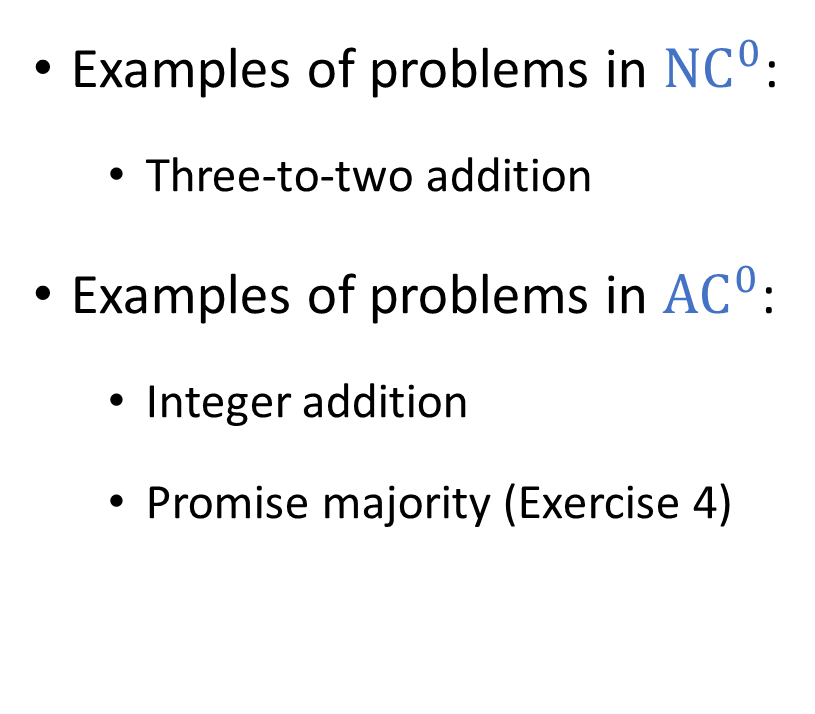 • Examples of problems in NC⁰:
• Three-to-two addition
• Examples of problems in AC⁰:
• Integer addition
• Promise majority (Exercise 4)